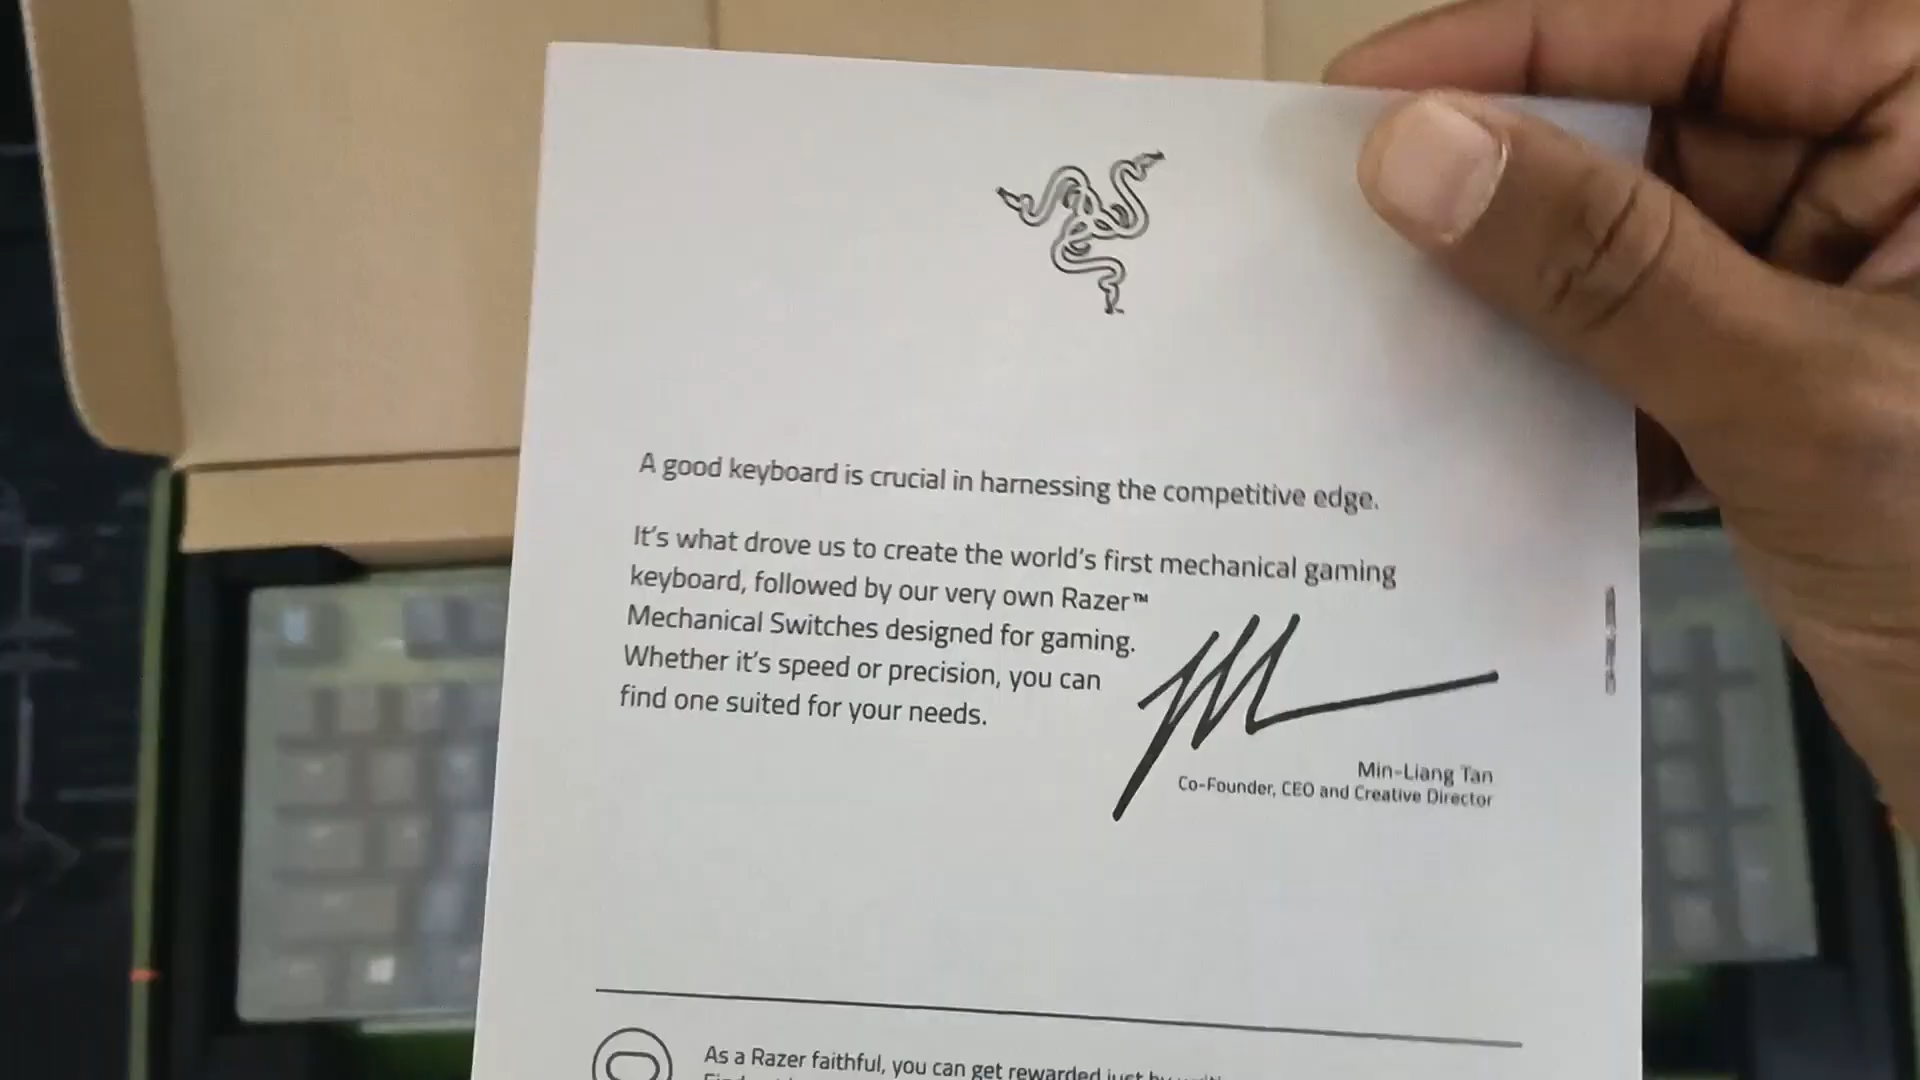 A good keyboard is crucial in harnessing the competitive edge.
It's what drove us to create the world's first mechanical gaming
keyboard, followed by our very own Razer™
Mechanical Switches designed for gaming.
Whether it's speed or precision, you can
find one suited for your needs.
Min-Liang Tan
Co-Founder, CEO and Creative Director
As a Razer faithful, you can get rewarded just by